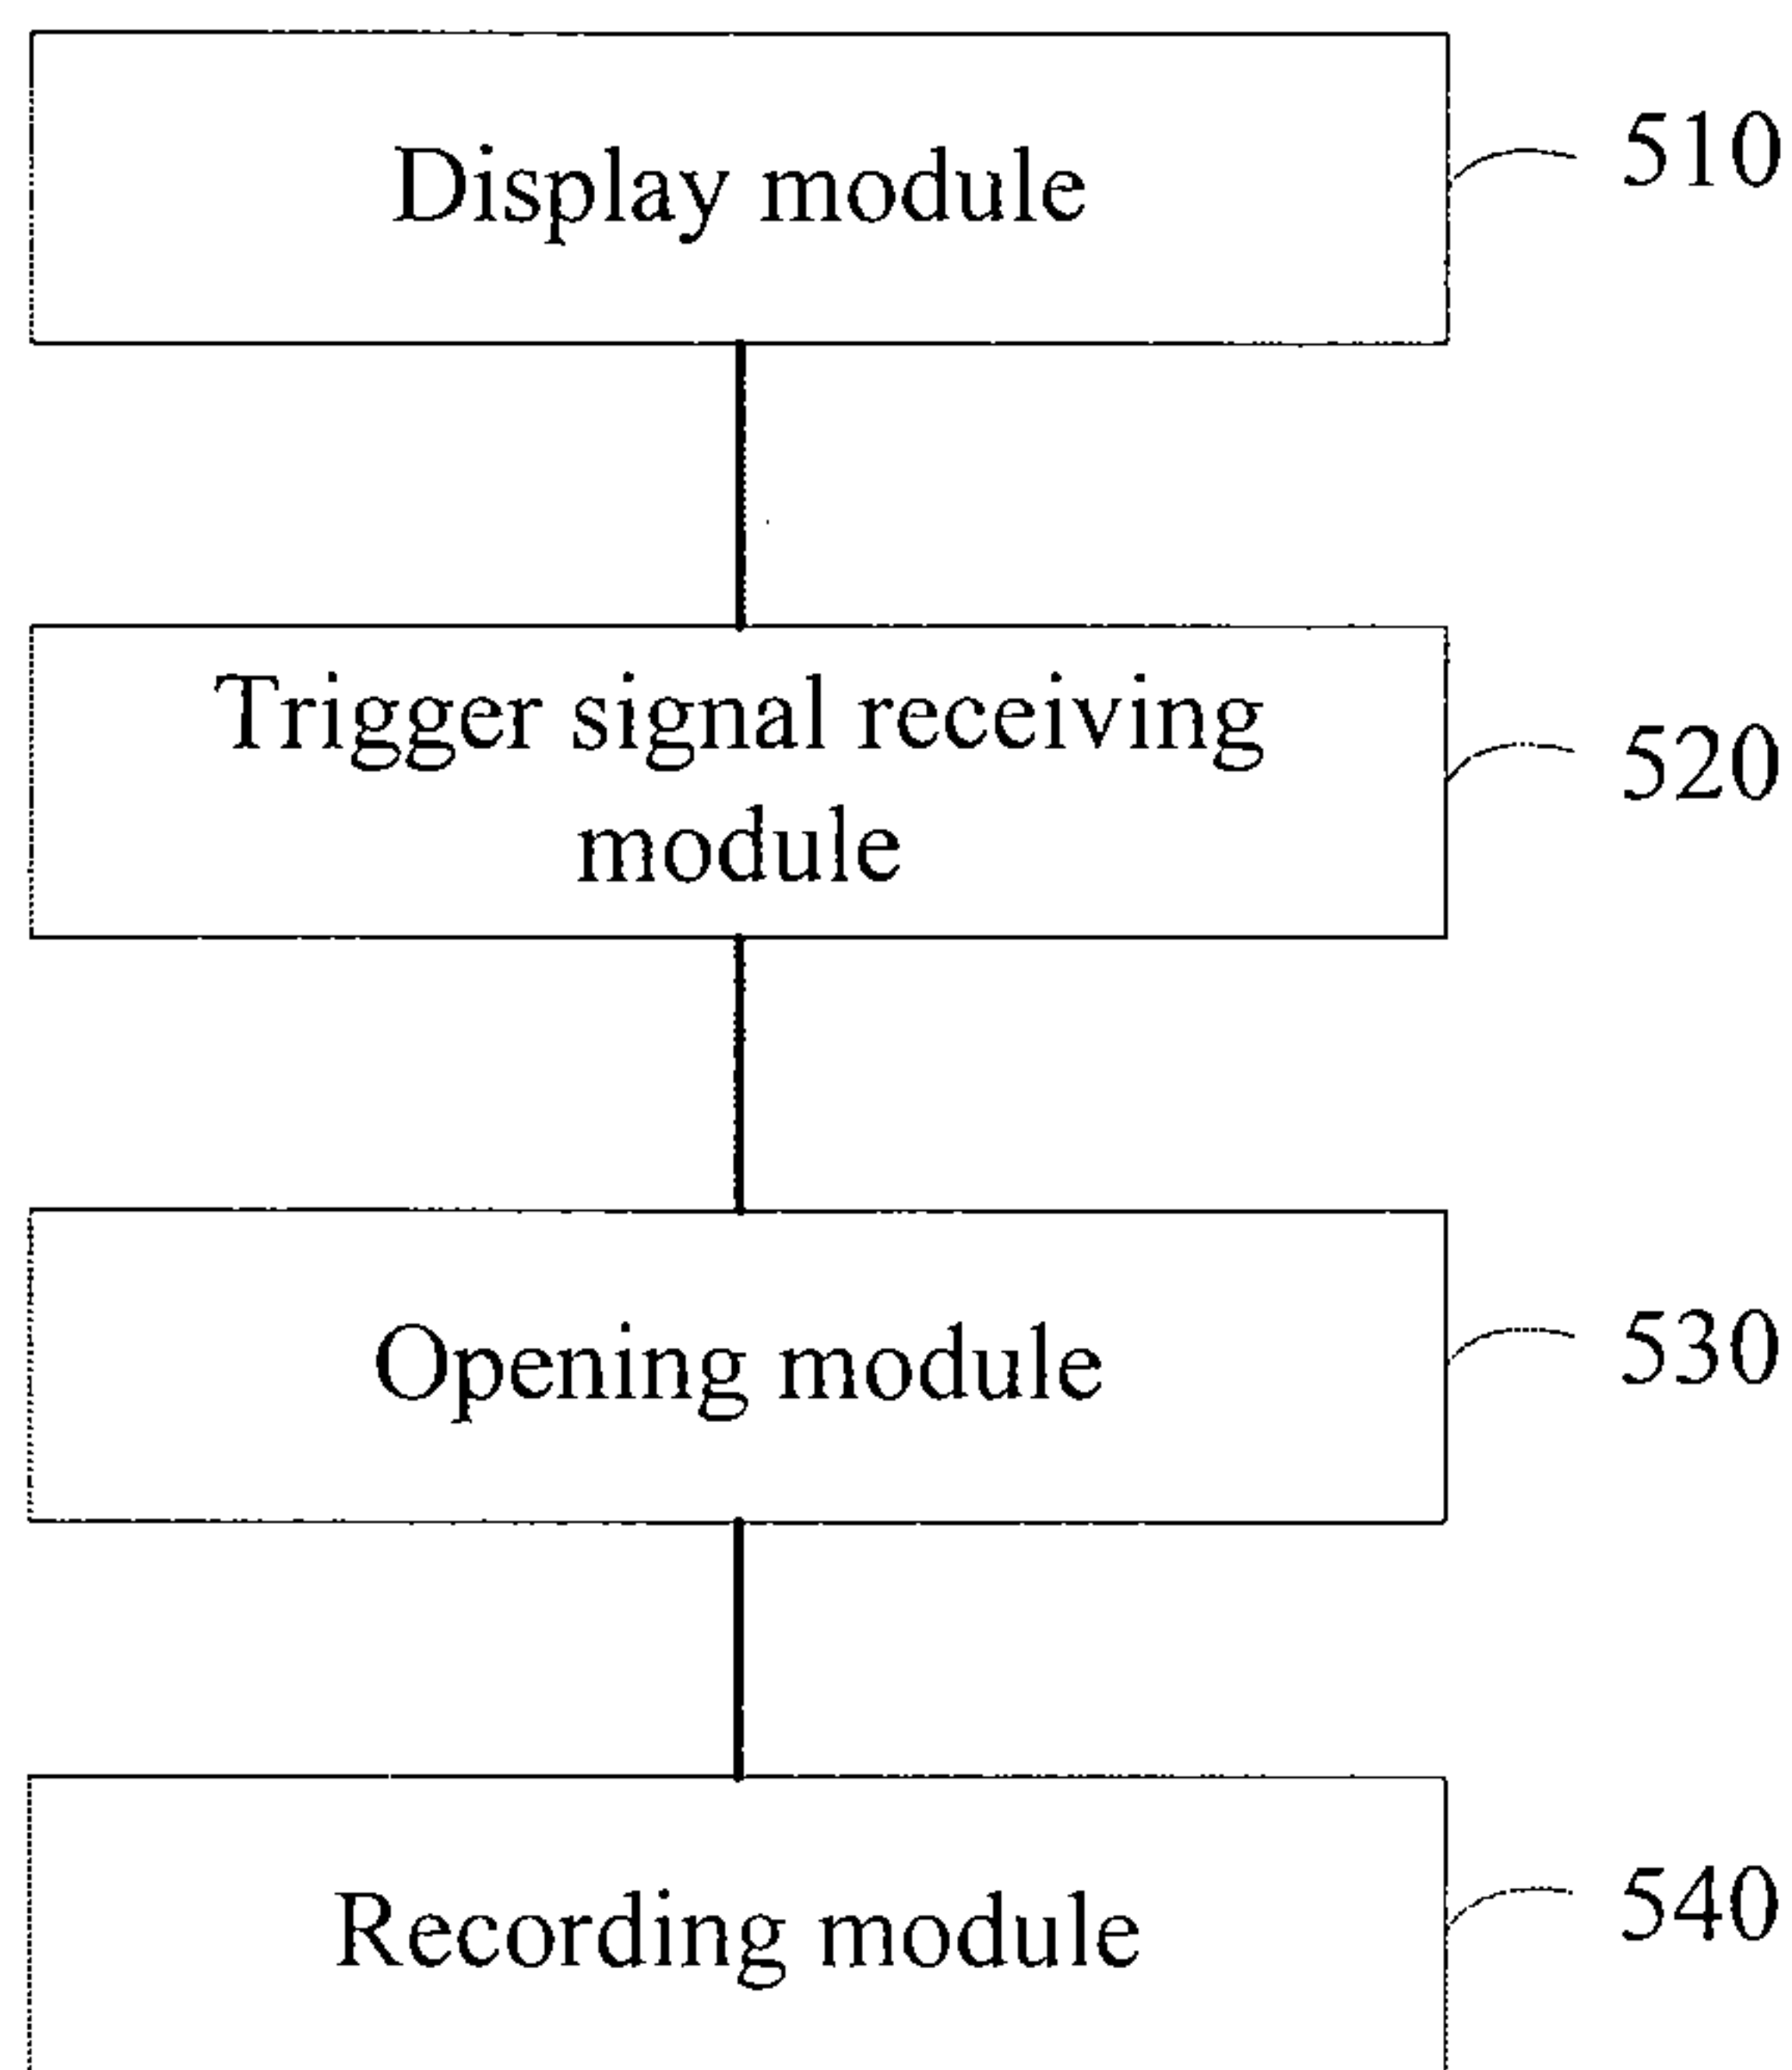 Display module
510
Trigger signal receiving
module
520
Opening module
530
Recording module
540